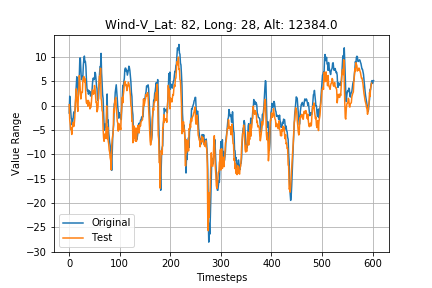 Wind-V_Lat: 82, Long: 28, Alt: 12384.0
Value Range
10
5
0
−5
−10
−15
−20
−25
−30
Original
Test
0 100 200 300 400 500 600
Timesteps